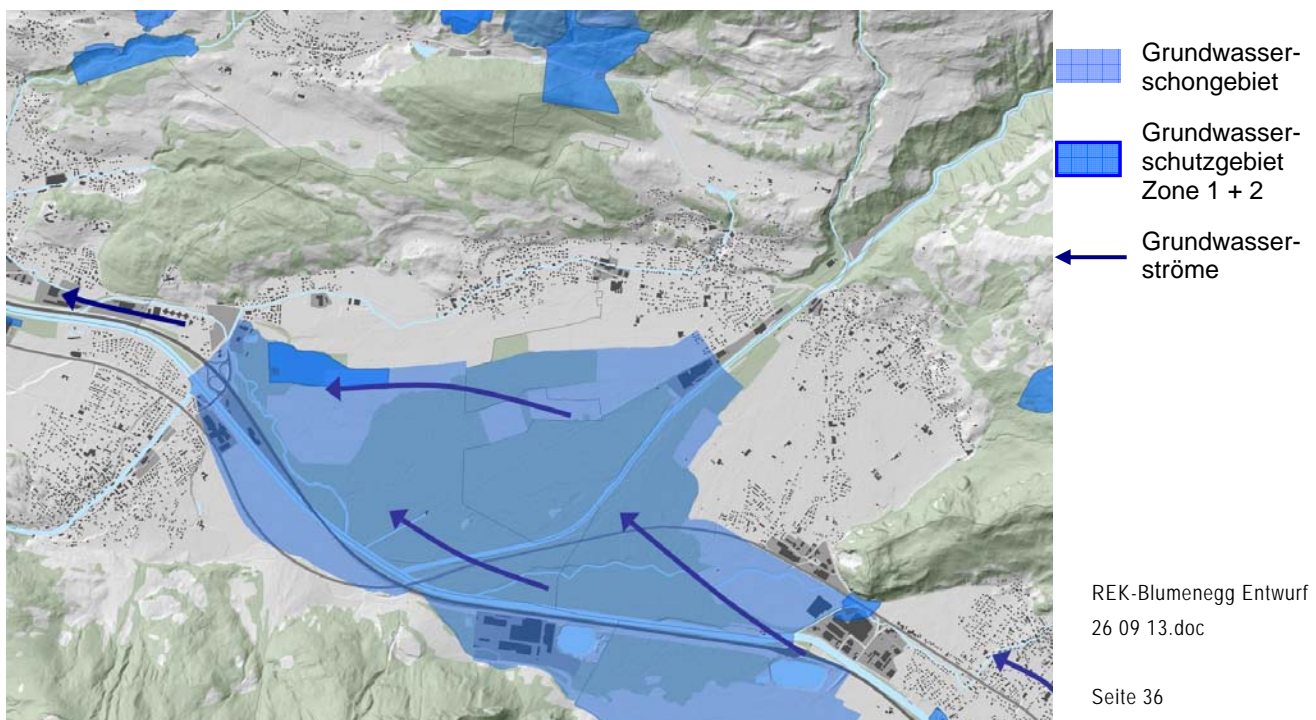 Grundwasser-
schongebiet
Grundwasser-
schutzgebiet
Zone 1 + 2
Grundwasser-
ströme
REK-Blumenegg Entwurf
26 09 13.doc
Seite 36